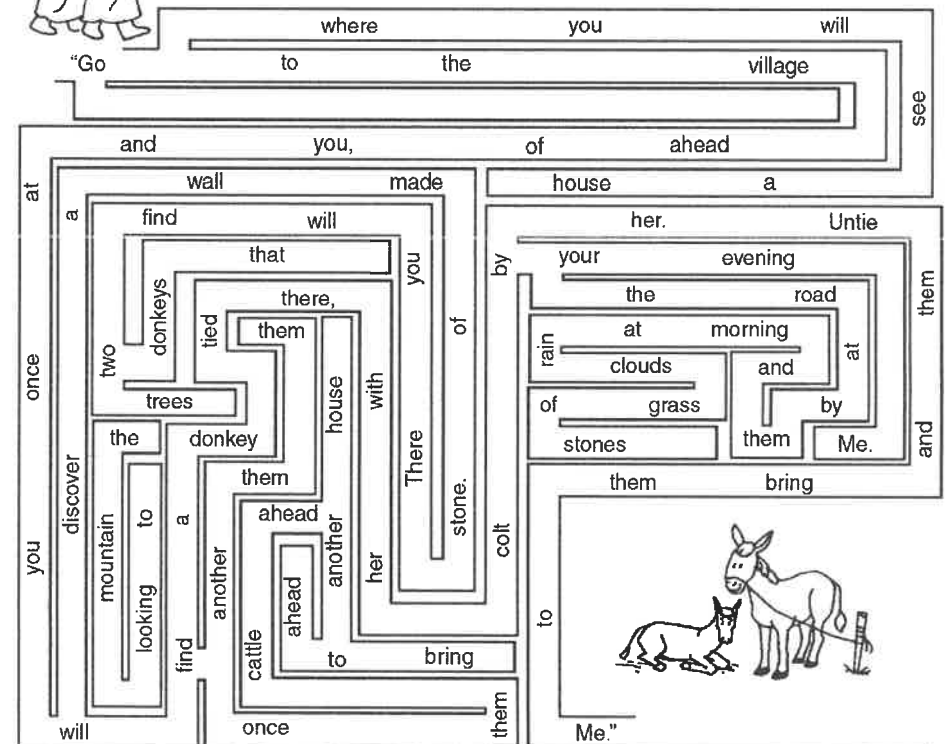 where you will
"Go to the village
see
and you, of ahead
at
wall made house a
a
find will her. Untie
that you by your evening
them
donkeys there, the road
tied them of rain at morning
at
two clouds and
with
once trees house of grass by
the donkey stones them Me.
and
There
them bring
discover stone.
mountain to a ahead colt
you looking another ahead another her to
find cattle to bring
will once them Me."